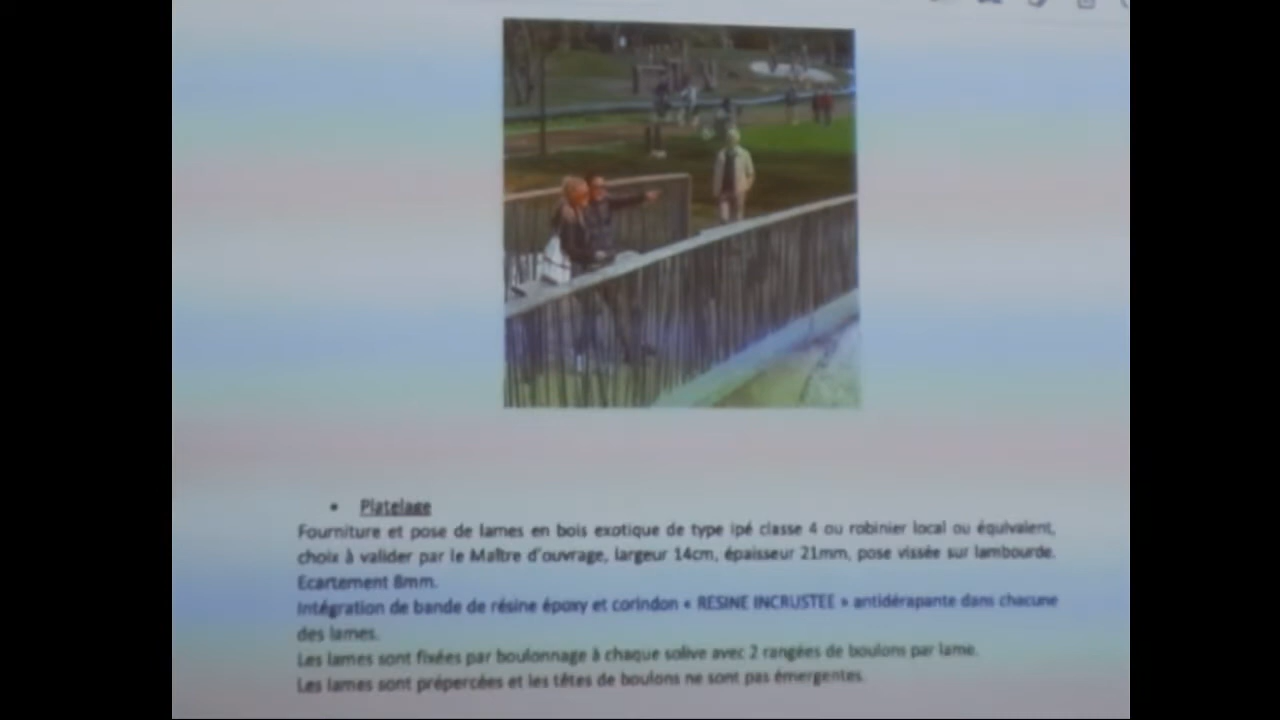 • Platelage
Fourniture et pose de lames en bois exotique de type ipé classe 4 ou robinier local ou équivalent,
choix à valider par le Maître d'ouvrage, largeur 14cm, épaisseur 21mm, pose vissée sur lambourde.
Ecartement 8mm.
Intégration de bande de résine époxy et corindon « RESINE INCRUSTEE » antidérapante dans chacune
des lames.
Les lames sont fixées par boulonnage à chaque solive avec 2 rangées de boulons par lame.
Les lames sont prépercées et les têtes de boulons ne sont pas émergentes.